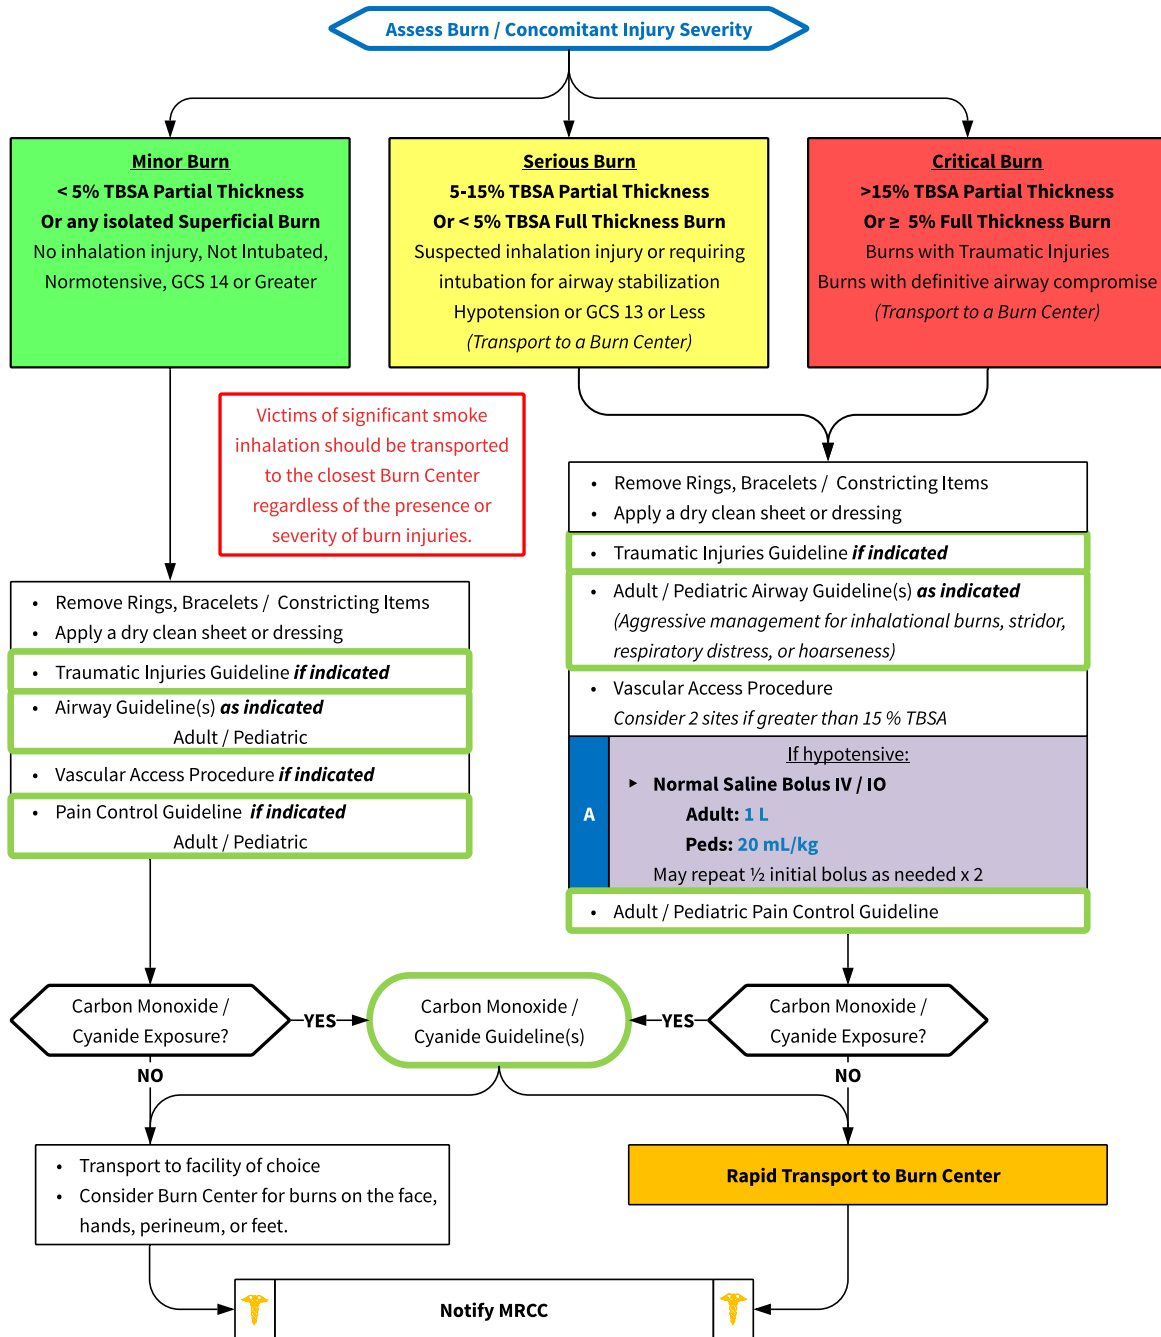 Assess Burn / Concomitant Injury Severity
Minor Burn
< 5% TBSA Partial Thickness
Or any isolated Superficial Burn
No inhalation injury, Not Intubated,
Normotensive, GCS 14 or Greater
Serious Burn
5-15% TBSA Partial Thickness
Or < 5% TBSA Full Thickness Burn
Suspected inhalation injury or requiring
intubation for airway stabilization
Hypotension or GCS 13 or Less
(Transport to a Burn Center)
Critical Burn
>15% TBSA Partial Thickness
Or ≥ 5% Full Thickness Burn
Burns with Traumatic Injuries
Burns with definitive airway compromise
(Transport to a Burn Center)
Victims of significant smoke
inhalation should be transported
to the closest Burn Center
regardless of the presence or
severity of burn injuries.
• Remove Rings, Bracelets / Constricting Items
• Apply a dry clean sheet or dressing
• Traumatic Injuries Guideline if indicated
• Airway Guideline(s) as indicated
Adult / Pediatric
• Vascular Access Procedure if indicated
• Pain Control Guideline if indicated
Adult / Pediatric
• Remove Rings, Bracelets / Constricting Items
• Apply a dry clean sheet or dressing
• Traumatic Injuries Guideline if indicated
• Adult / Pediatric Airway Guideline(s) as indicated
(Aggressive management for inhalational burns, stridor,
respiratory distress, or hoarseness)
• Vascular Access Procedure
Consider 2 sites if greater than 15 % TBSA
A
If hypotensive:
▸ Normal Saline Bolus IV / IO
Adult: 1 L
Peds: 20 mL/kg
May repeat ½ initial bolus as needed x 2
• Adult / Pediatric Pain Control Guideline
Carbon Monoxide /
Cyanide Exposure?
YES
Carbon Monoxide /
Cyanide Guideline(s)
YES
Carbon Monoxide /
Cyanide Exposure?
NO
NO
• Transport to facility of choice
• Consider Burn Center for burns on the face,
hands, perineum, or feet.
Rapid Transport to Burn Center
Notify MRCC